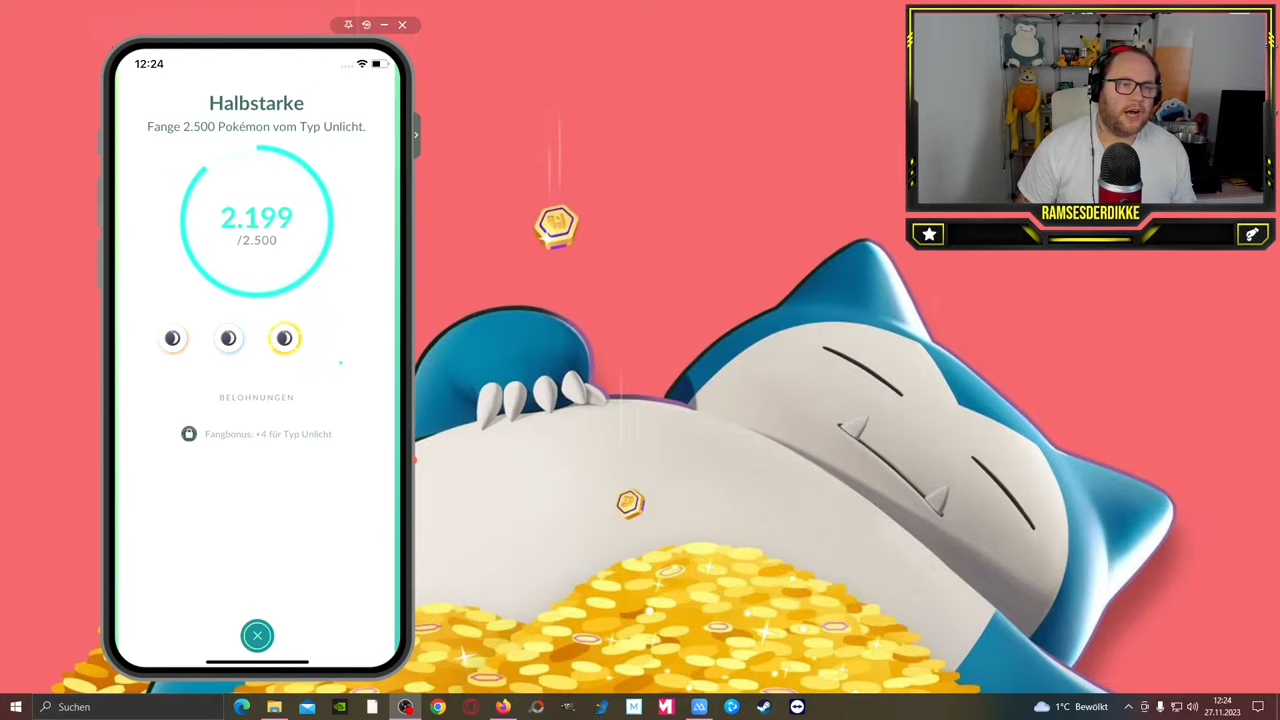 12:24
Halbstarke
Fange 2.500 Pokémon vom Typ Unlicht.
2.199
/2.500
BELOHNUNGEN
Fangbonus: +4 für Typ Unlicht
RAMSESDERDIKKE
Suchen
1°C Bewölkt
12:24
27.11.2023